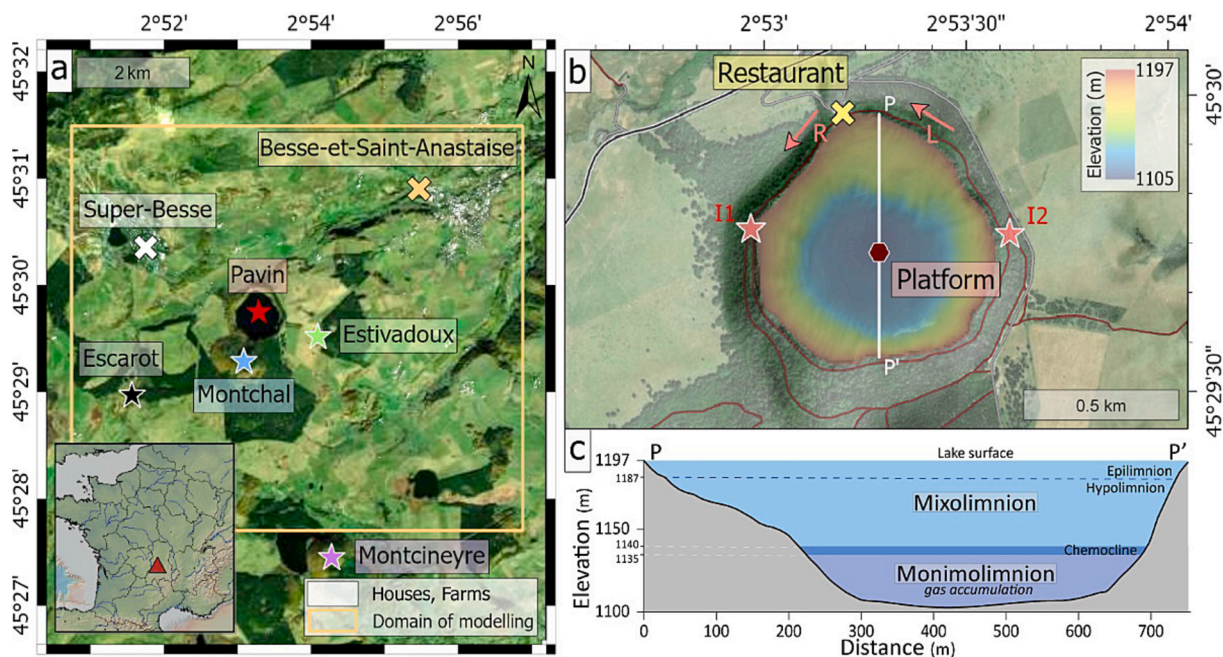 2°52' 2°54' 2°56'
45°32'
45°31'
45°30'
45°29'
45°28'
45°27'
a
2 km
N
Besse-et-Saint-Anastaise
Super-Besse
Pavin
Estivadoux
Escarot
Montchal
Montcineyre
Houses, Farms
Domain of modelling
2°53' 2°53'30" 2°54'
45°30'
45°29'30"
b
Restaurant
P
R
L
Elevation (m)
1197
1105
I1
I2
Platform
P'
0.5 km
c
P
Lake surface
P'
1197
1187
1150
1140
1135
1100
Elevation (m)
Epilimnion
Hypolimnion
Mixolimnion
Chemocline
Monimolimnion
gas accumulation
0 100 200 300 400 500 600 700
Distance (m)